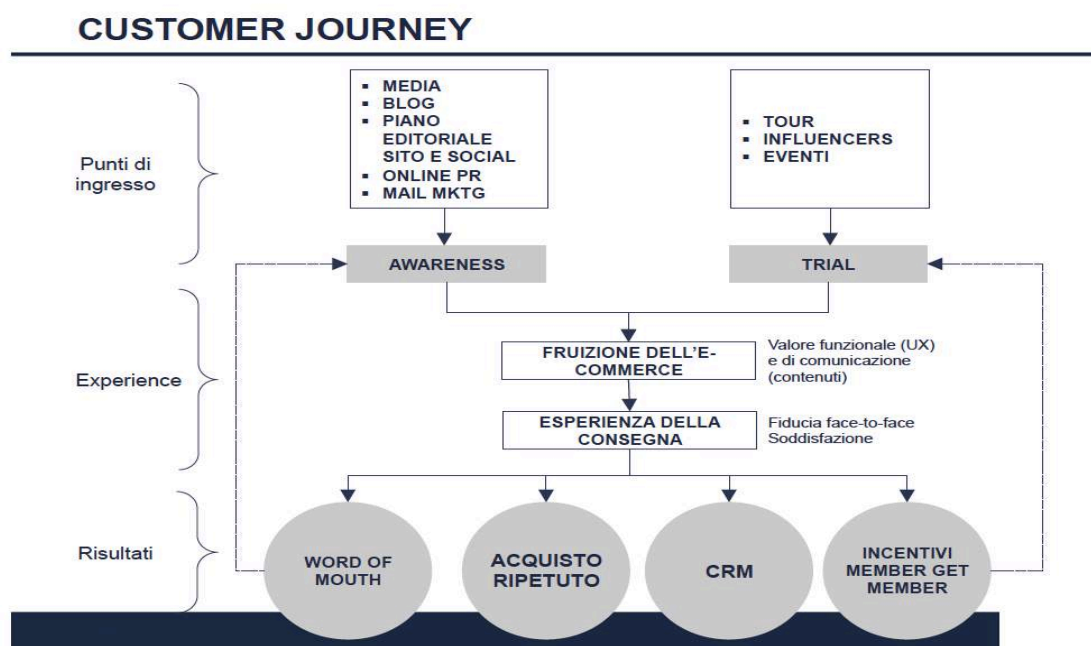 CUSTOMER JOURNEY
Punti di
ingresso
▪ MEDIA
▪ BLOG
▪ PIANO
EDITORIALE
SITO E SOCIAL
▪ ONLINE PR
▪ MAIL MKTG
▪ TOUR
▪ INFLUENCERS
▪ EVENTI
AWARENESS
TRIAL
Experience
FRUIZIONE DELL’E-
COMMERCE
Valore funzionale (UX)
e di comunicazione
(contenuti)
ESPERIENZA DELLA
CONSEGNA
Fiducia face-to-face
Soddisfazione
Risultati
WORD OF
MOUTH
ACQUISTO
RIPETUTO
CRM
INCENTIVI
MEMBER GET
MEMBER